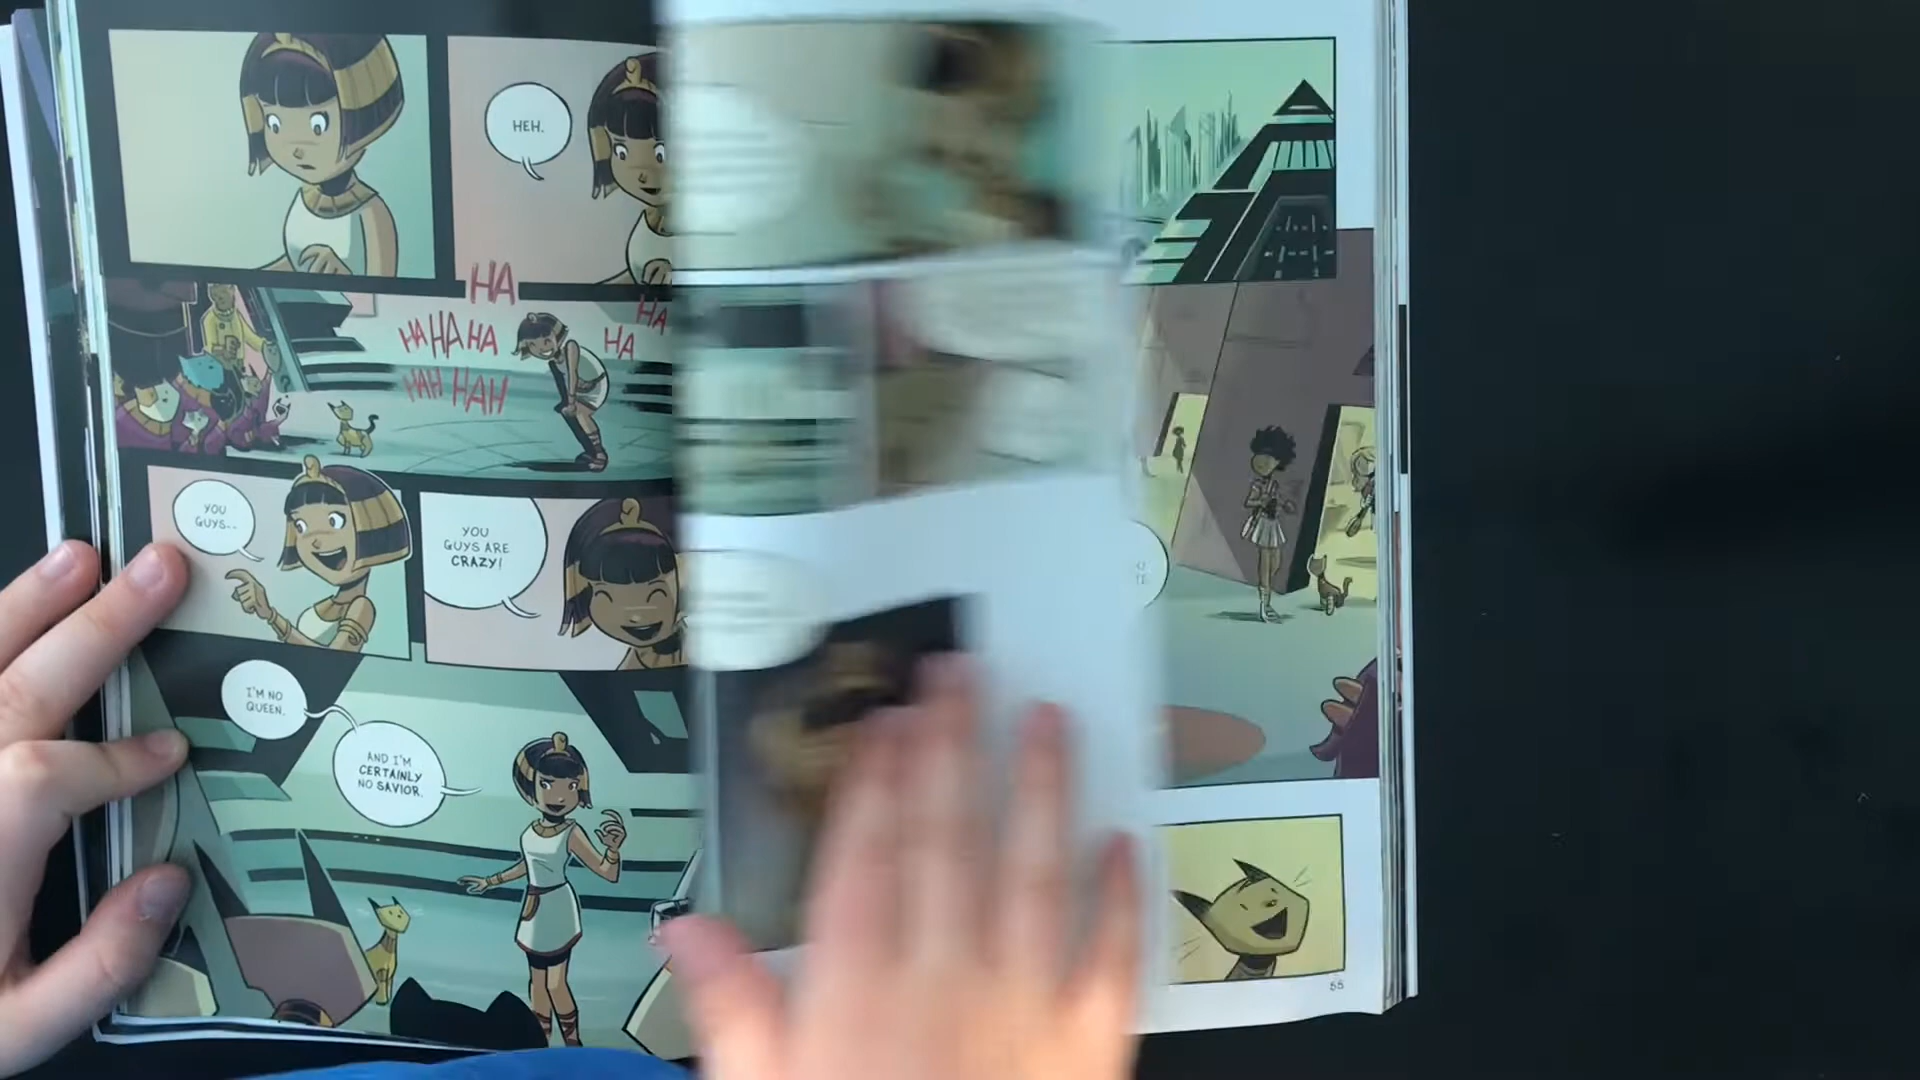 HEH.
HA
HA HA HA
HA
HA
HAH HAH
YOU
GUYS--
YOU
GUYS ARE
CRAZY!
I'M NO
QUEEN.
AND I'M
CERTAINLY
NO SAVIOR.
55